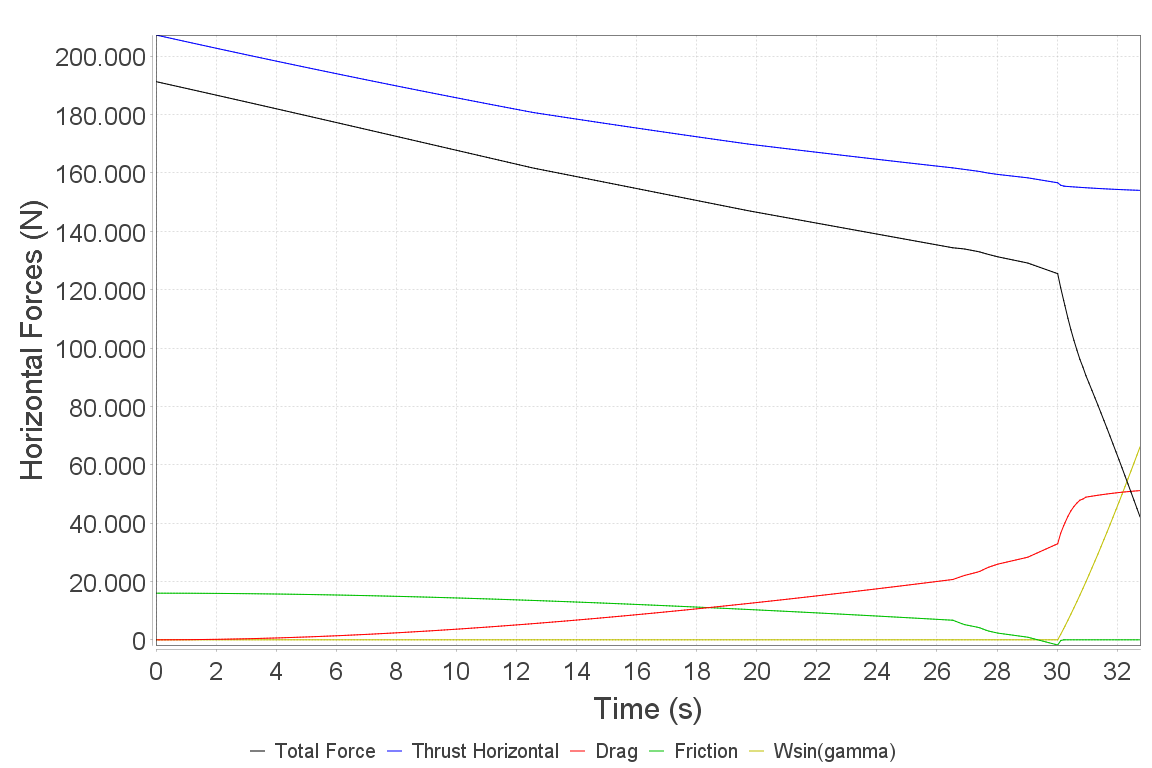 Horizontal Forces (N)
200.000
180.000
160.000
140.000
120.000
100.000
80.000
60.000
40.000
20.000
0
0 2 4 6 8 10 12 14 16 18 20 22 24 26 28 30 32
Time (s)
Total Force Thrust Horizontal Drag Friction Wsin(gamma)